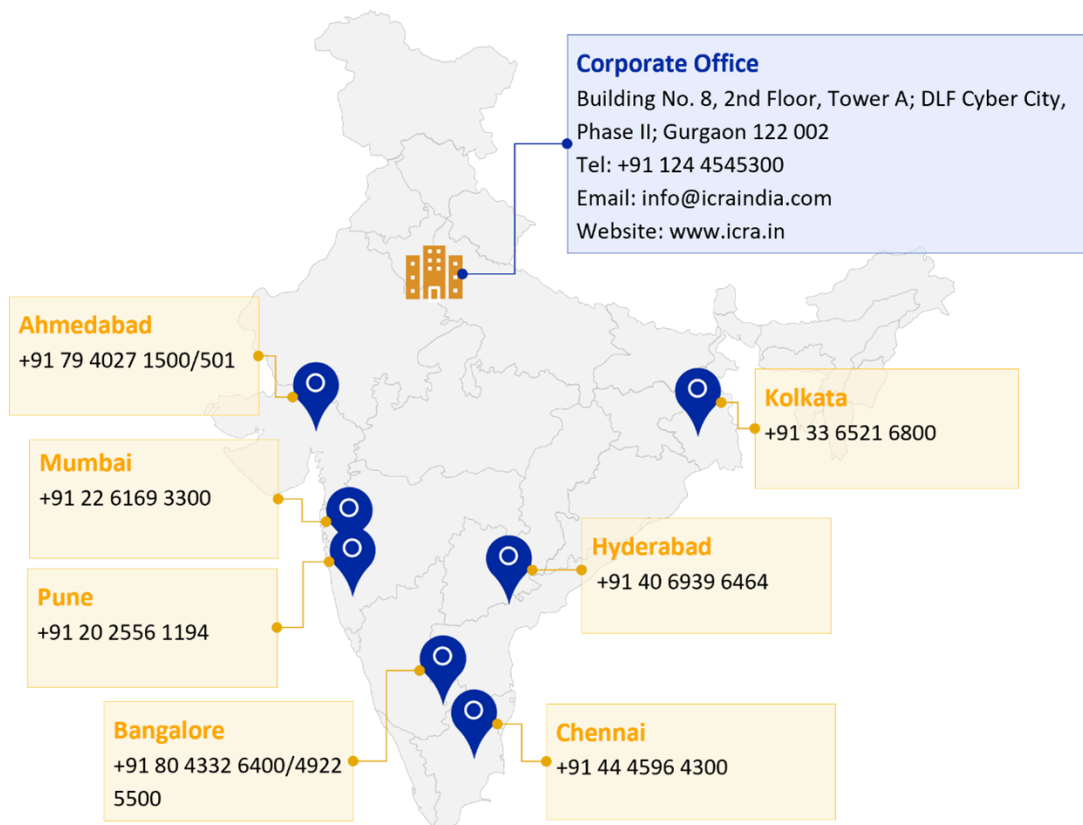 Corporate Office
Building No. 8, 2nd Floor, Tower A; DLF Cyber City,
Phase II; Gurgaon 122 002
Tel: +91 124 4545300
Email: info@icraindia.com
Website: www.icra.in
Ahmedabad
+91 79 4027 1500/501
Kolkata
+91 33 6521 6800
Mumbai
+91 22 6169 3300
Hyderabad
+91 40 6939 6464
Pune
+91 20 2556 1194
Bangalore
+91 80 4332 6400/4922
5500
Chennai
+91 44 4596 4300